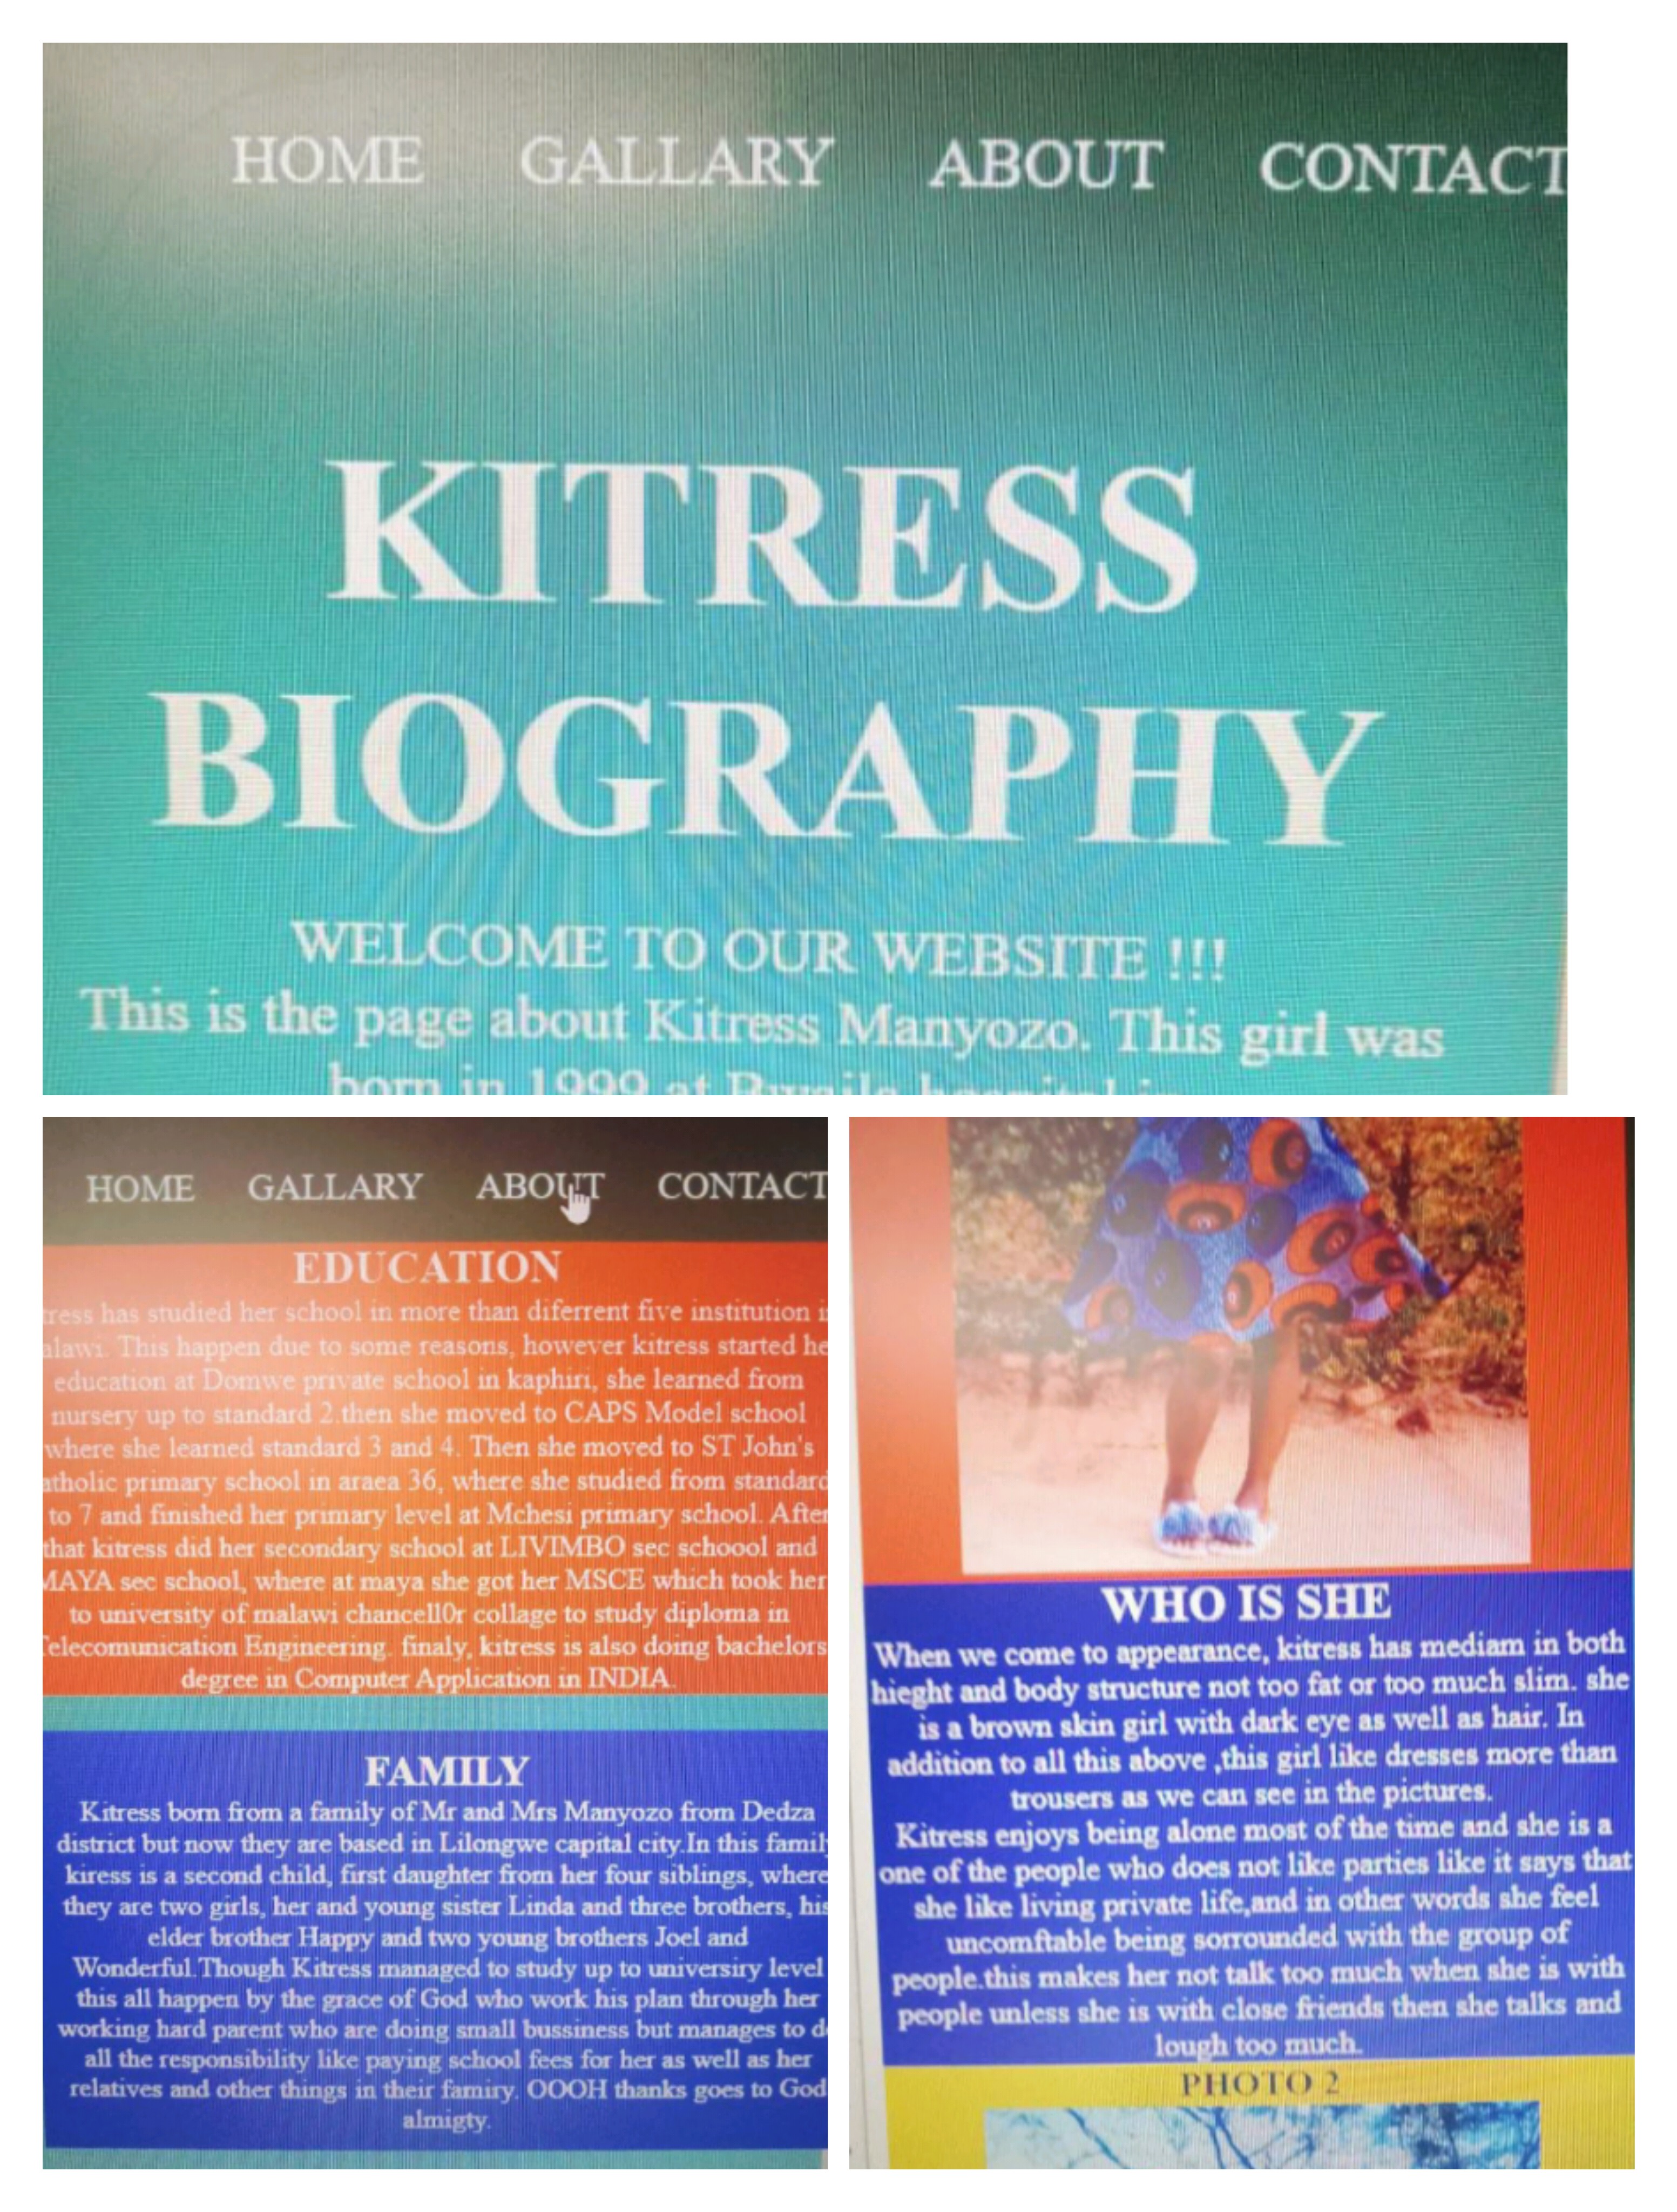 HOME GALLARY ABOUT CONTACT
KITRESS
BIOGRAPHY
WELCOME TO OUR WEBSITE !!!
This is the page about Kitress Manyozo. This girl was
born in 1999 at
HOME GALLARY ABOUT CONTACT
EDUCATION
tress has studied her school in more than diferrent five institution i
alawi. This happen due to some reasons, however kitress started he
education at Domwe private school in kaphiri, she learned from
nursery up to standard 2.then she moved to CAPS Model school
where she learned standard 3 and 4. Then she moved to ST John's
atholic primary school in araea 36, where she studied from standard
to 7 and finished her primary level at Mchesi primary school. After
that kitress did her secondary school at LIVIMBO sec schoool and
MAYA sec school, where at maya she got her MSCE which took her
to university of malawi chancell0r collage to study diploma in
Telecomunication Engineering. finaly, kitress is also doing bachelors
degree in Computer Application in INDIA.
FAMILY
Kitress born from a family of Mr and Mrs Manyozo from Dedza
district but now they are based in Lilongwe capital city.In this famil
kiress is a second child, first daughter from her four siblings, where
they are two girls, her and young sister Linda and three brothers, his
elder brother Happy and two young brothers Joel and
Wonderful.Though Kitress managed to study up to universiry level
this all happen by the grace of God who work his plan through her
working hard parent who are doing small bussiness but manages to d
all the responsibility like paying school fees for her as well as her
relatives and other things in their famiry. OOOH thanks goes to God
almigty.
WHO IS SHE
When we come to appearance, kitress has mediam in both
hieght and body structure not too fat or too much slim. she
is a brown skin girl with dark eye as well as hair. In
addition to all this above ,this girl like dresses more than
trousers as we can see in the pictures.
Kitress enjoys being alone most of the time and she is a
one of the people who does not like parties like it says that
she like living private life,and in other words she feel
uncomftable being sorrounded with the group of
people.this makes her not talk too much when she is with
people unless she is with close friends then she talks and
lough too much.
PHOTO 2